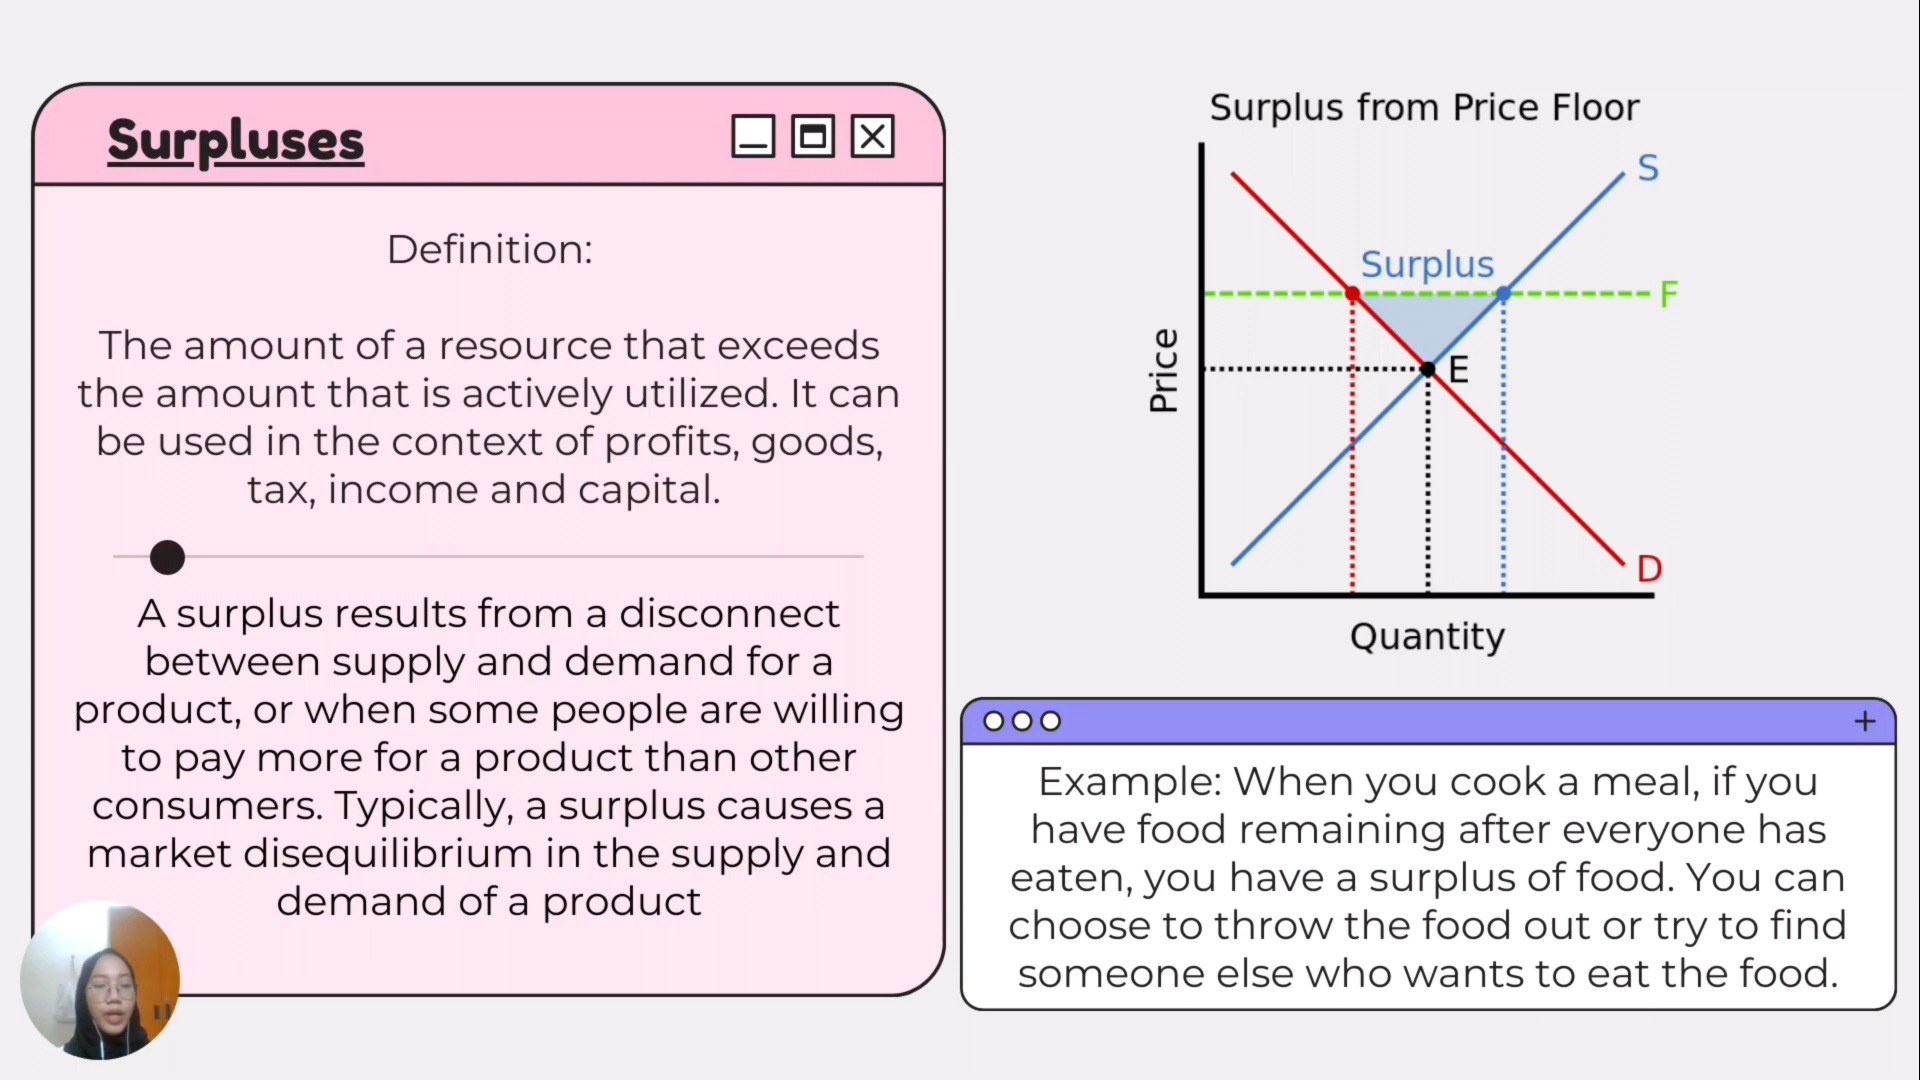 Surpluses
Definition:
The amount of a resource that exceeds
the amount that is actively utilized. It can
be used in the context of profits, goods,
tax, income and capital.
A surplus results from a disconnect
between supply and demand for a
product, or when some people are willing
to pay more for a product than other
consumers. Typically, a surplus causes a
market disequilibrium in the supply and
demand of a product
Surplus from Price Floor
S
Surplus
F
E
Price
D
Quantity
Example: When you cook a meal, if you
have food remaining after everyone has
eaten, you have a surplus of food. You can
choose to throw the food out or try to find
someone else who wants to eat the food.